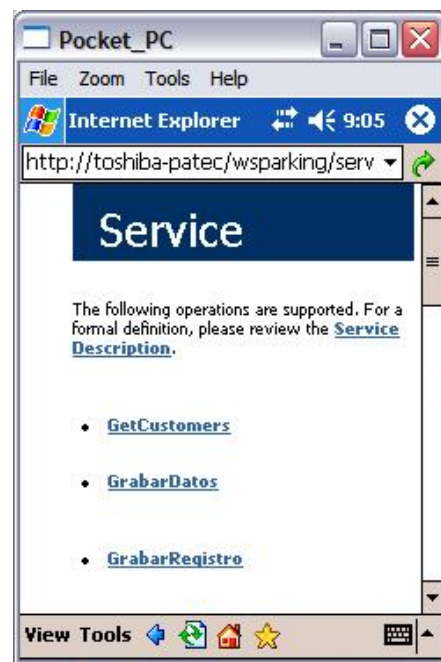 Pocket_PC
File Zoom Tools Help
Internet Explorer 9:05
http://toshiba-patec/wsparking/serv
Service
The following operations are supported. For a
formal definition, please review the Service
Description.
GetCustomers
GrabarDatos
GrabarRegistro
View Tools